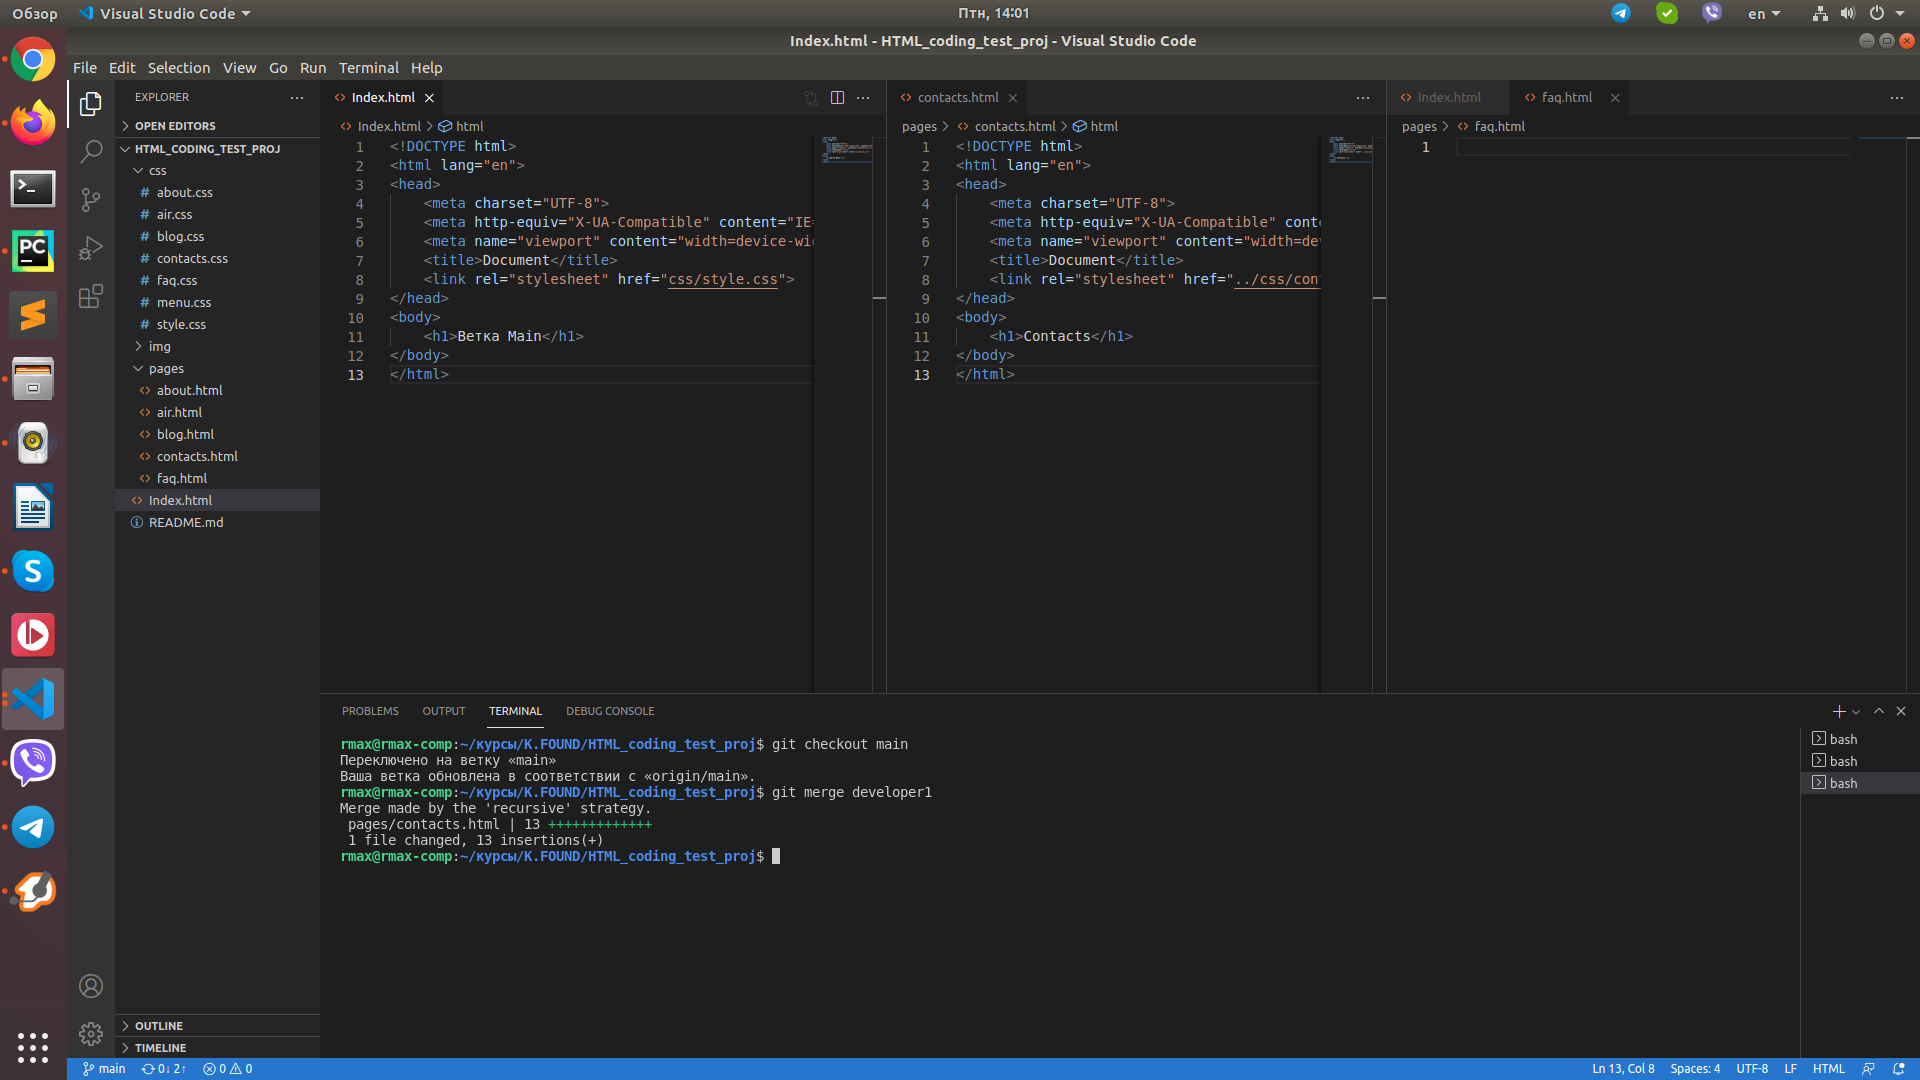 Обзор Visual Studio Code Птн, 14:01 en
Index.html - HTML_coding_test_proj - Visual Studio Code
File Edit Selection View Go Run Terminal Help
EXPLORER
OPEN EDITORS
HTML_CODING_TEST_PROJ
css
# about.css
# air.css
# blog.css
# contacts.css
# faq.css
# menu.css
# style.css
img
pages
<> about.html
<> air.html
<> blog.html
<> contacts.html
<> faq.html
<> Index.html
README.md
OUTLINE
TIMELINE
<> Index.html
<> Index.html > html
1 <!DOCTYPE html>
2 <html lang="en">
3 <head>
4 <meta charset="UTF-8">
5 <meta http-equiv="X-UA-Compatible" content="IE=
6 <meta name="viewport" content="width=device-wi
7 <title>Document</title>
8 <link rel="stylesheet" href="css/style.css">
9 </head>
10 <body>
11 <h1>Ветка Main</h1>
12 </body>
13 </html>
<> contacts.html
pages > <> contacts.html > html
1 <!DOCTYPE html>
2 <html lang="en">
3 <head>
4 <meta charset="UTF-8">
5 <meta http-equiv="X-UA-Compatible" conte
6 <meta name="viewport" content="width=dev
7 <title>Document</title>
8 <link rel="stylesheet" href="../css/cont
9 </head>
10 <body>
11 <h1>Contacts</h1>
12 </body>
13 </html>
<> Index.html <> faq.html
pages > <> faq.html
1
PROBLEMS OUTPUT TERMINAL DEBUG CONSOLE
rmax@rmax-comp:~/курсы/K.FOUND/HTML_coding_test_proj$ git checkout main
Переключено на ветку «main»
Ваша ветка обновлена в соответствии с «origin/main».
rmax@rmax-comp:~/курсы/K.FOUND/HTML_coding_test_proj$ git merge developer1
Merge made by the 'recursive' strategy.
pages/contacts.html | 13 +++++++++++++
1 file changed, 13 insertions(+)
rmax@rmax-comp:~/курсы/K.FOUND/HTML_coding_test_proj$
bash
bash
bash
PC
S
main 0↓ 2↑ 0 0 Ln 13, Col 8 Spaces: 4 UTF-8 LF HTML